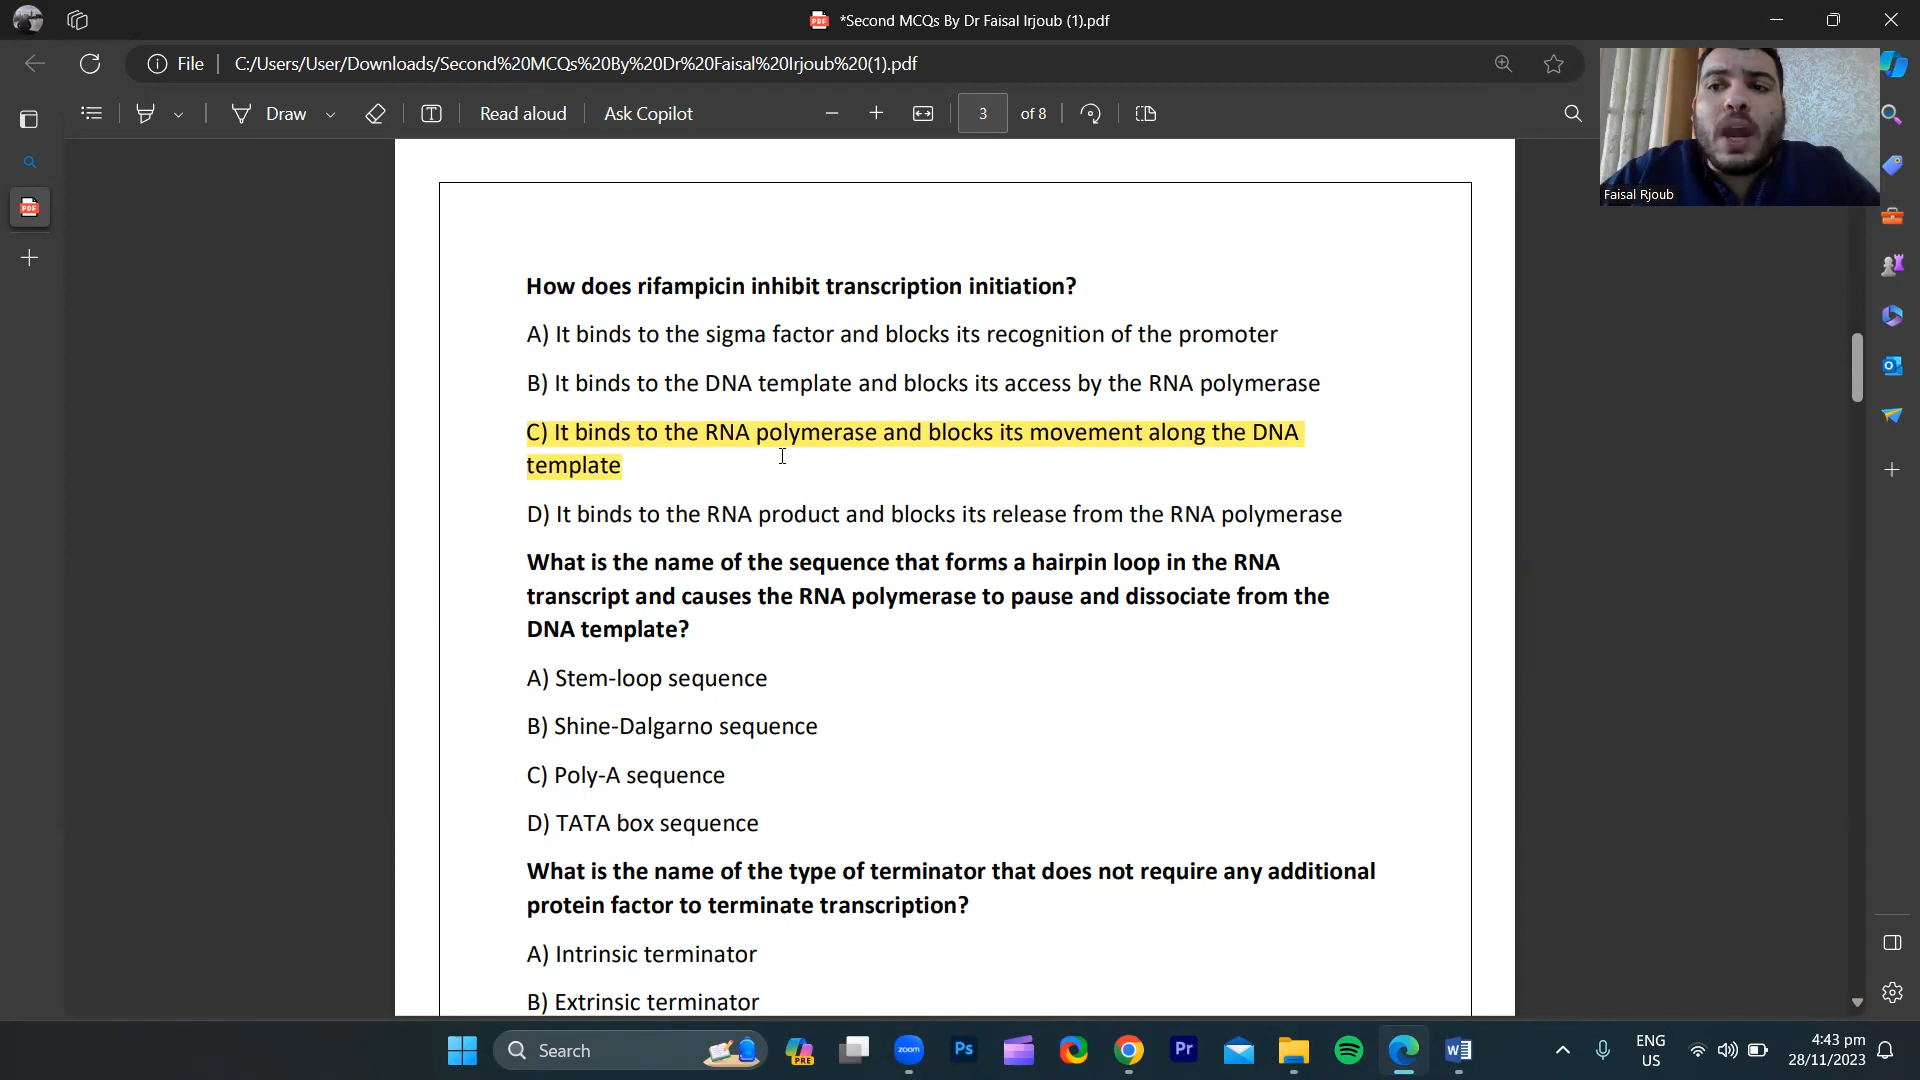 *Second MCQs By Dr Faisal Irjoub (1).pdf
File
C:/Users/User/Downloads/Second%20MCQs%20By%20Dr%20Faisal%20Irjoub%20(1).pdf
Draw
Read aloud
Ask Copilot
3
of 8
Faisal Rjoub
How does rifampicin inhibit transcription initiation?
A) It binds to the sigma factor and blocks its recognition of the promoter
B) It binds to the DNA template and blocks its access by the RNA polymerase
C) It binds to the RNA polymerase and blocks its movement along the DNA
template
D) It binds to the RNA product and blocks its release from the RNA polymerase
What is the name of the sequence that forms a hairpin loop in the RNA
transcript and causes the RNA polymerase to pause and dissociate from the
DNA template?
A) Stem-loop sequence
B) Shine-Dalgarno sequence
C) Poly-A sequence
D) TATA box sequence
What is the name of the type of terminator that does not require any additional
protein factor to terminate transcription?
A) Intrinsic terminator
B) Extrinsic terminator
Search
PRE
zoom
Ps
Pr
ENG
US
4:43 pm
28/11/2023